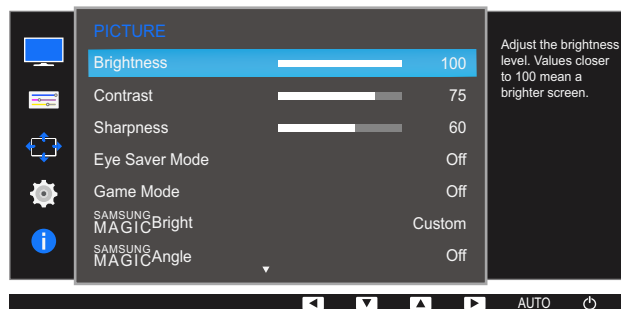 PICTURE
Brightness 100
Contrast 75
Sharpness 60
Eye Saver Mode Off
Game Mode Off
SAMSUNG
MAGICBright Custom
SAMSUNG
MAGICAngle Off
Adjust the brightness
level. Values closer
to 100 mean a
brighter screen.
AUTO